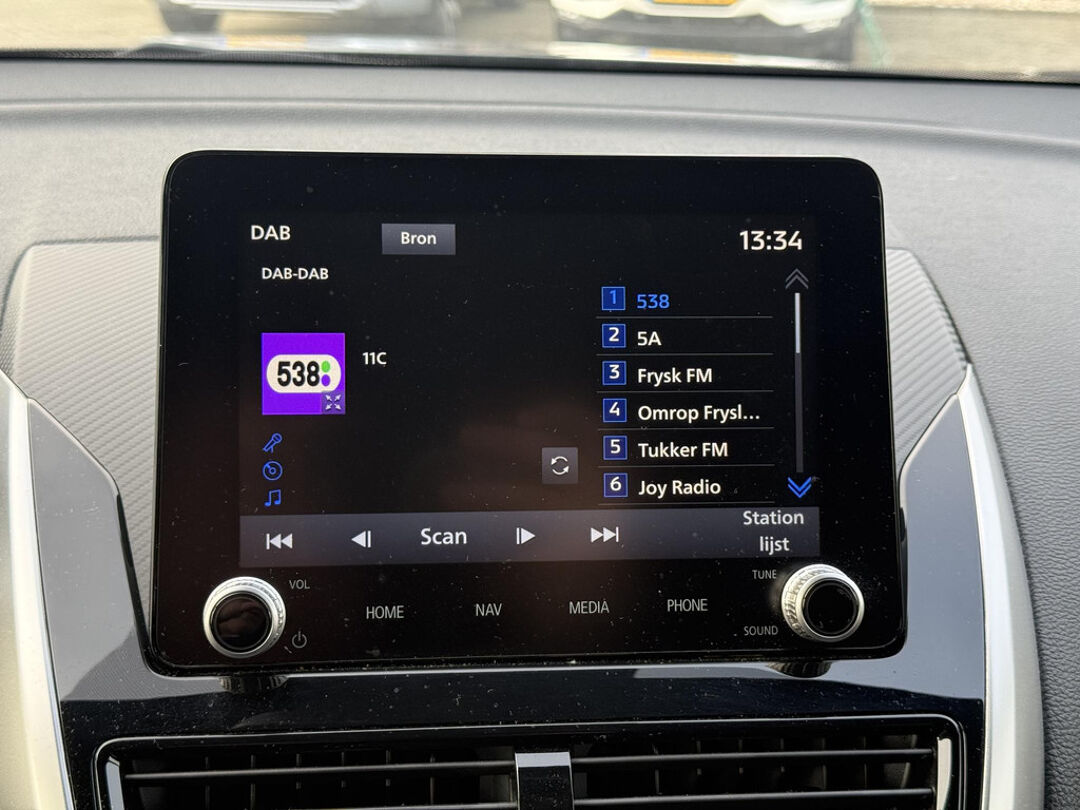 DAB
Bron
13:34
DAB-DAB
538
11C
1 538
2 5A
3 Frysk FM
4 Omrop Frysl...
5 Tukker FM
6 Joy Radio
Scan
Station
lijst
VOL
TUNE
HOME
NAV
MEDIA
PHONE
SOUND